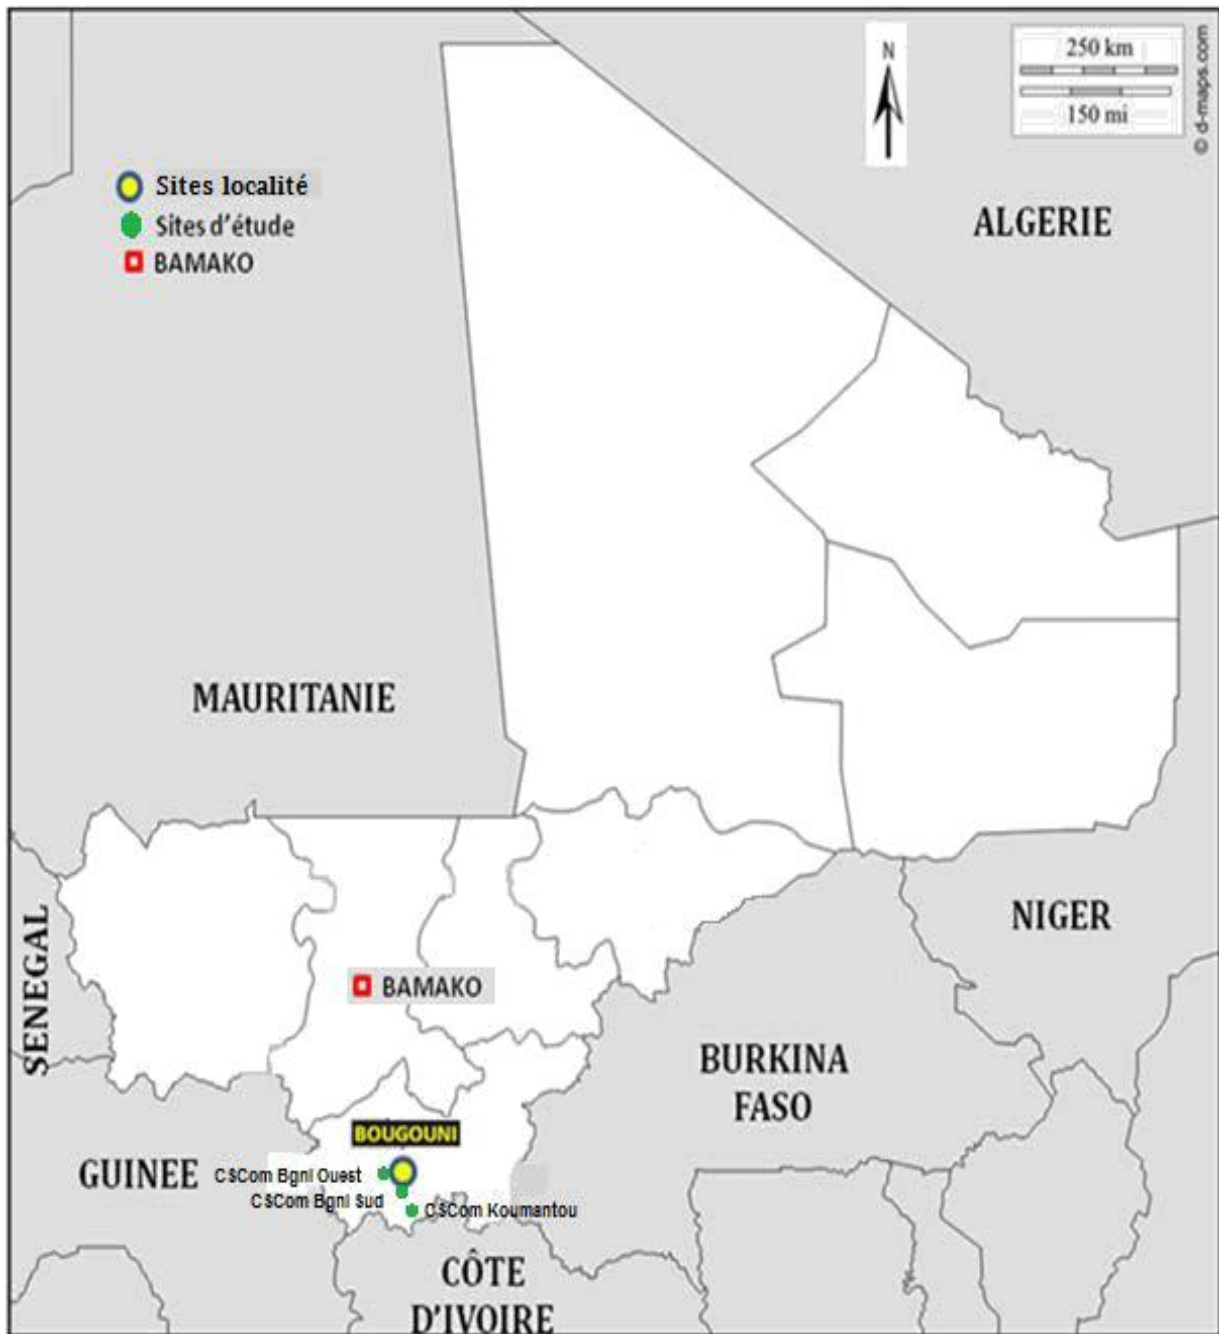 N
250 km
150 mi
© d-maps.com
Sites localité
Sites d'étude
BAMAKO
ALGERIE
MAURITANIE
SENEGAL
NIGER
BAMAKO
BURKINA
FASO
BOUGOUNI
GUINEE
CSCom Bgni Ouest
CSCom Bgni Sud
CSCom Koumantou
CÔTE
D'IVOIRE